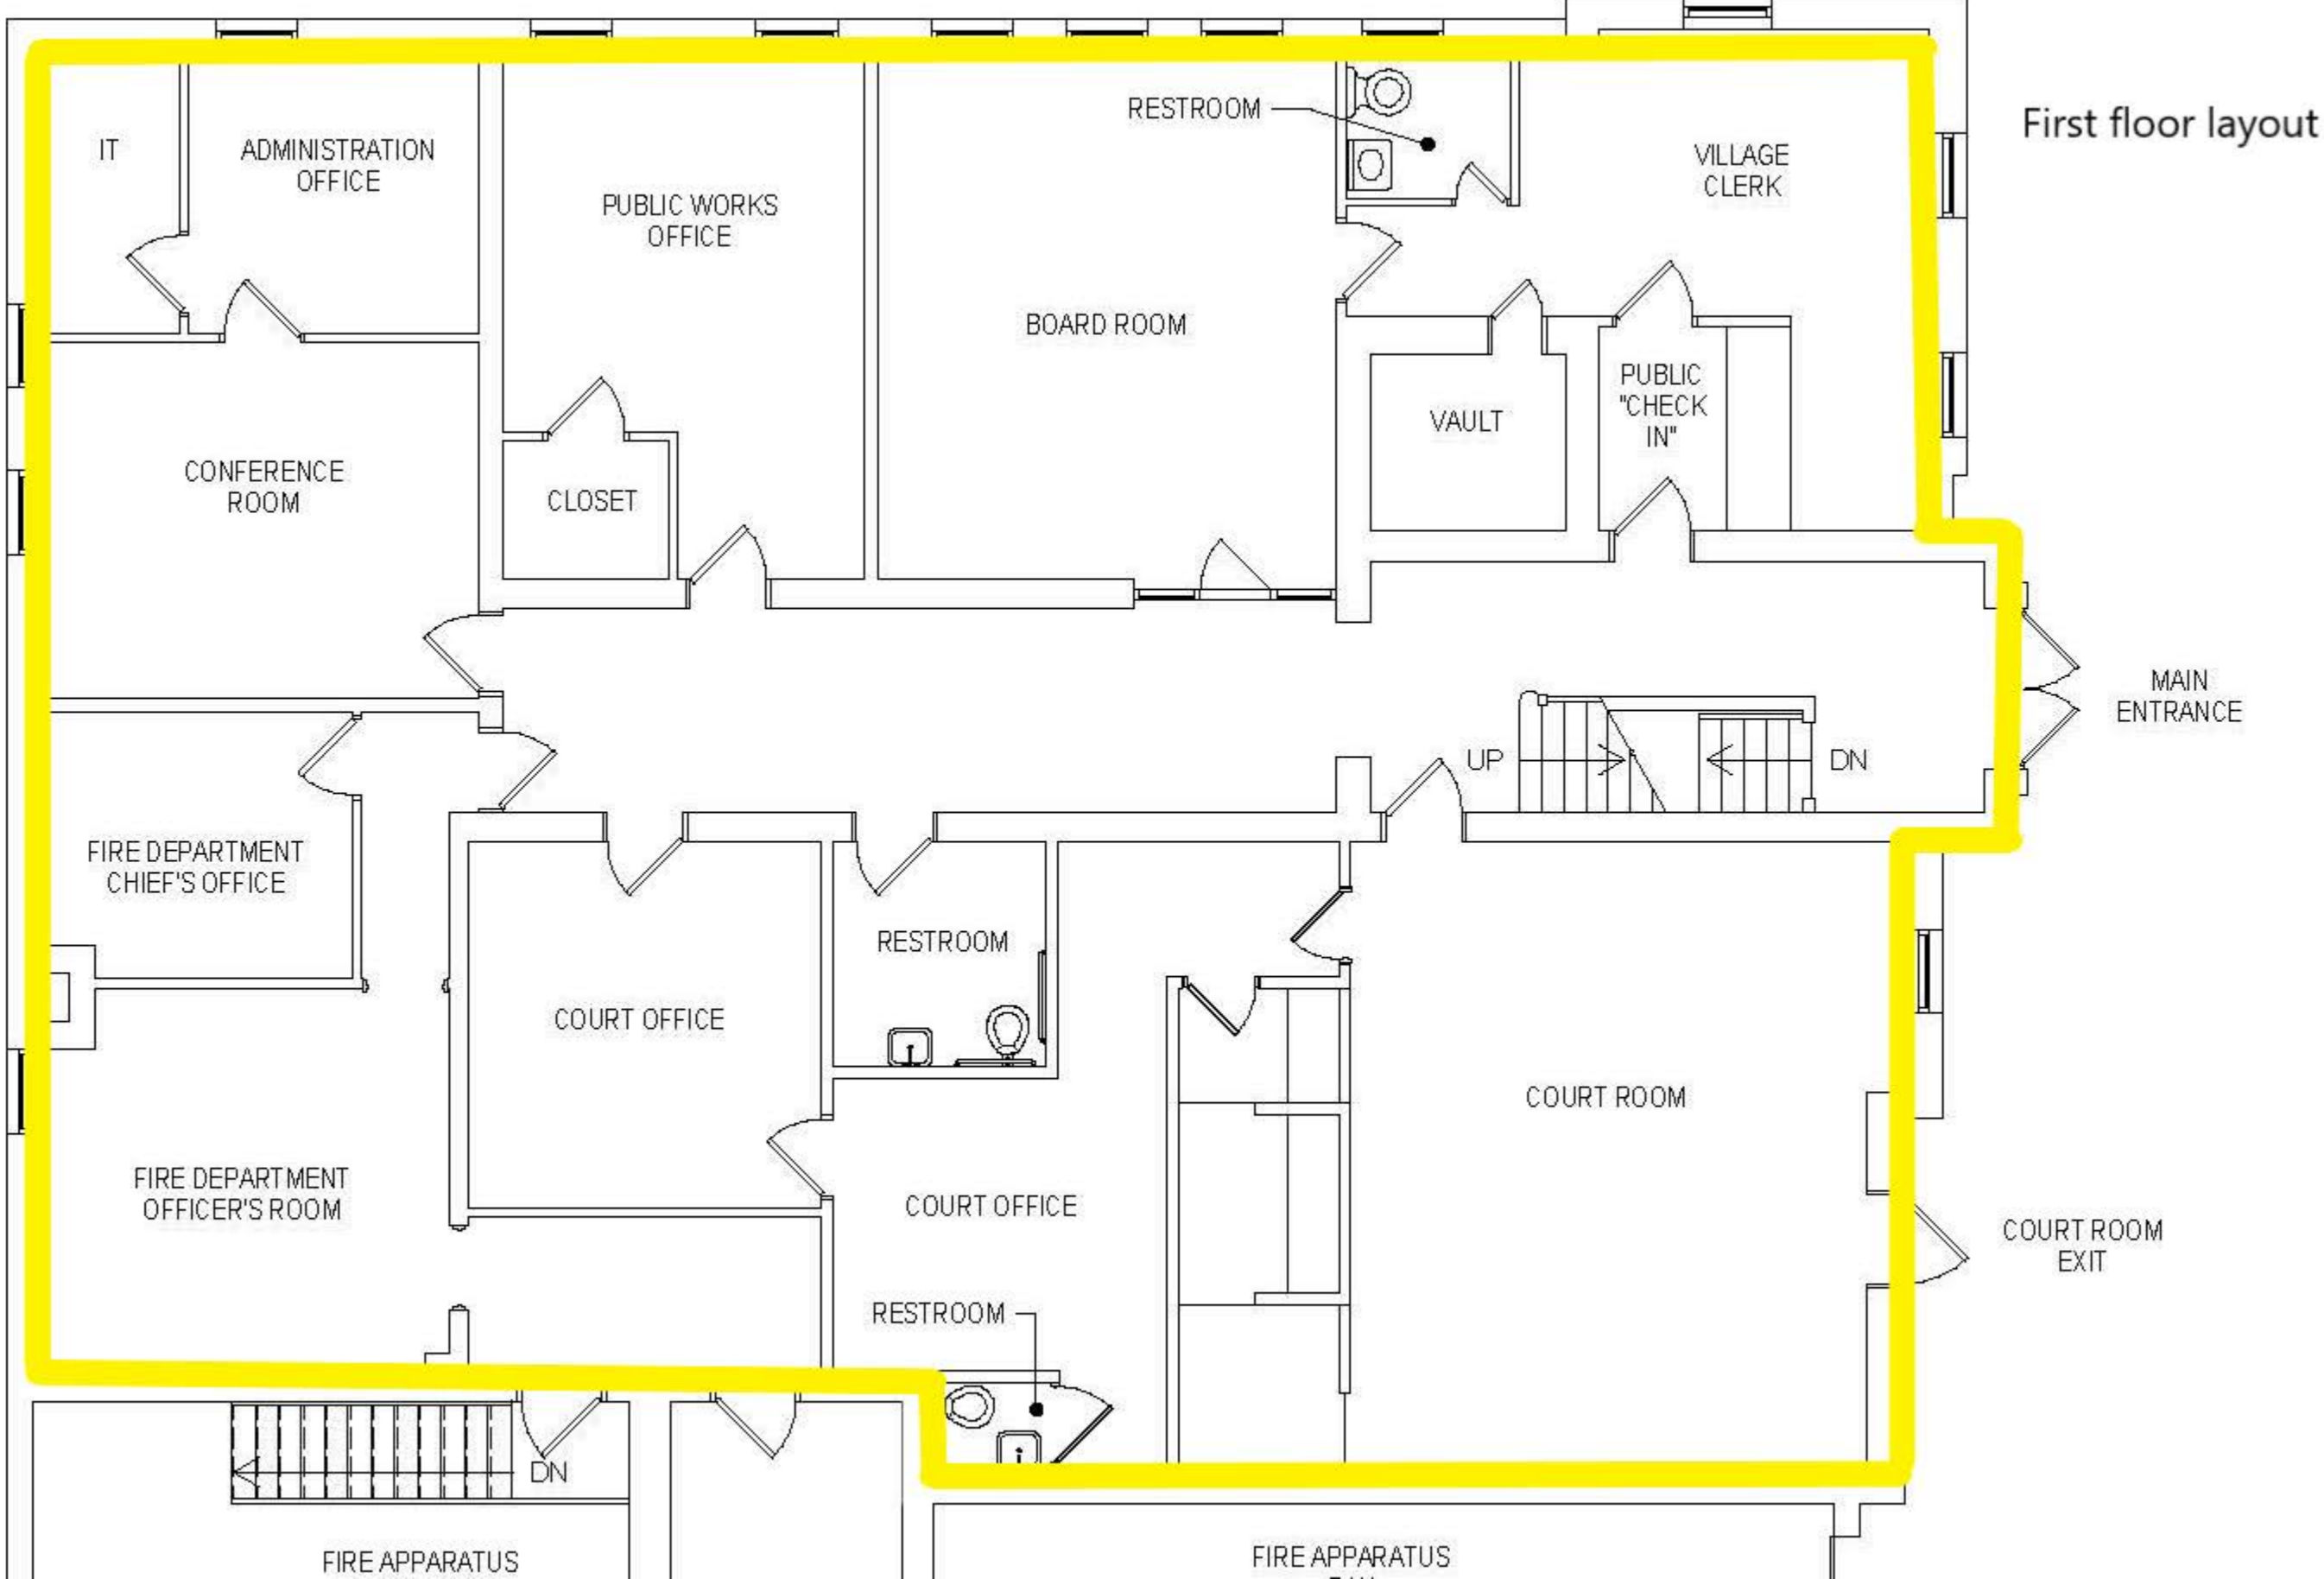 First floor layout
RESTROOM
IT
ADMINISTRATION
OFFICE
VILLAGE
CLERK
PUBLIC WORKS
OFFICE
BOARD ROOM
PUBLIC
"CHECK
IN"
VAULT
CONFERENCE
ROOM
CLOSET
MAIN
ENTRANCE
UP
DN
FIRE DEPARTMENT
CHIEF'S OFFICE
RESTROOM
COURT OFFICE
COURT ROOM
FIRE DEPARTMENT
OFFICER'S ROOM
COURT OFFICE
COURT ROOM
EXIT
RESTROOM
DN
FIRE APPARATUS
FIRE APPARATUS